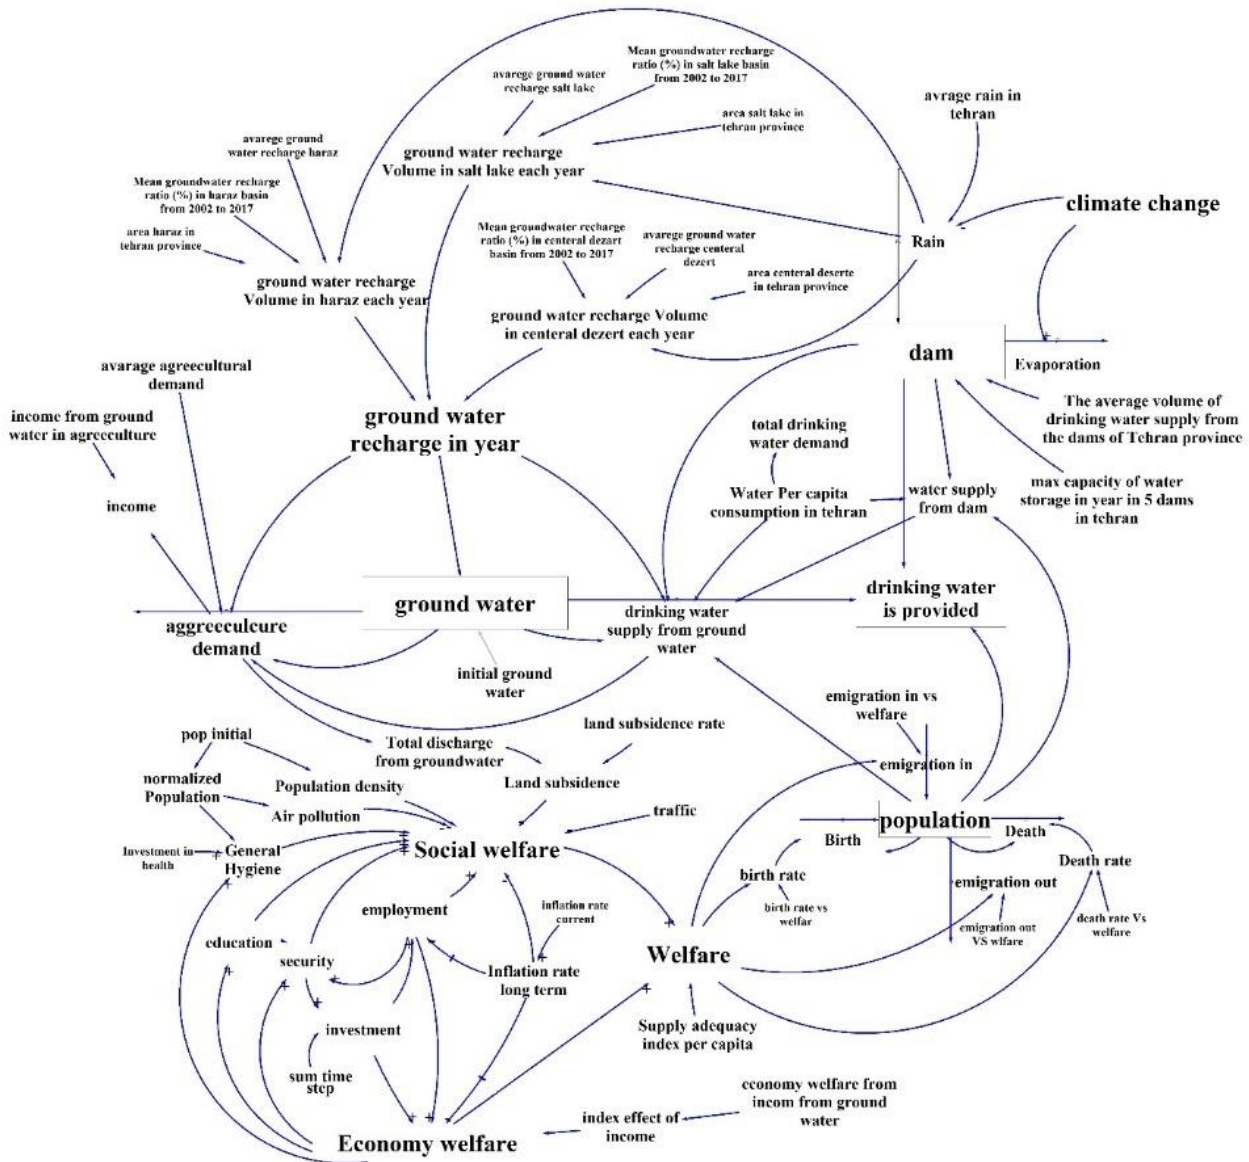 Mean groundwater recharge
ratio (%) in salt lake basin
from 2002 to 2017
avarege ground water
recharge salt lake
avrage rain in
tehran
area salt lake in
tehran province
avarege ground
water recharge haraz
ground water recharge
Volume in salt lake each year
Mean groundwater recharge
ratio (%) in haraz basin
from 2002 to 2017
climate change
area haraz in
tehran province
Mean groundwater recharge
ratio (%) in centeral dezart
basin from 2002 to 2017
avarege ground water
recharge centeral
dezert
Rain
ground water recharge
Volume in haraz each year
area centeral deserte
in tehran province
ground water recharge Volume
in centeral dezert each year
dam
Evaporation
avarage agreecultural
demand
income from ground
water in agreeculture
ground water
recharge in year
The average volume of
drinking water supply from
the dams of Tehran province
total drinking
water demand
income
Water Per capita
consumption in tehran
water supply
from dam
max capacity of water
storage in year in 5 dams
in tehran
ground water
drinking water
is provided
drinking water
supply from ground
water
aggreeculcure
demand
initial ground
water
emigration in vs
welfare
land subsidence rate
pop initial
Total discharge
from groundwater
emigration in
normalized
Population
Population density
Land subsidence
Air pollution
traffic
population
Birth
Death
Investment in
health
General
Hygiene
Social welfare
Death rate
birth rate
emigration out
employment
inflation rate
current
birth rate vs
welfar
emigration out
VS wlfare
death rate Vs
welfare
education
security
Welfare
Inflation rate
long term
investment
Supply adequacy
index per capita
sum time
step
economy welfare from
incom from ground
water
index effect of
income
Economy welfare